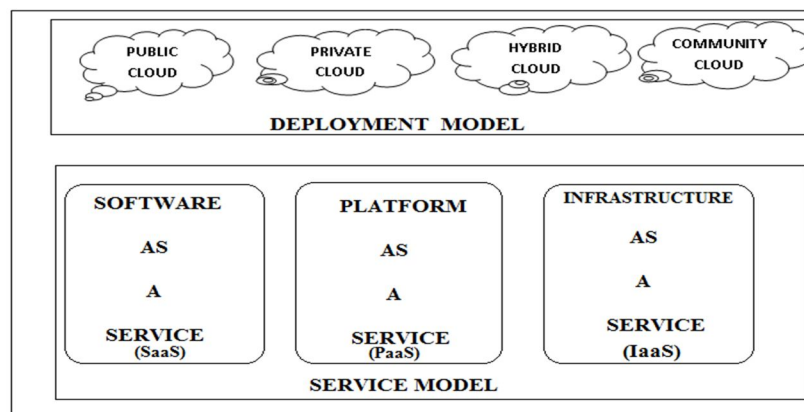 PUBLIC
CLOUD
PRIVATE
CLOUD
HYBRID
CLOUD
COMMUNITY
CLOUD
DEPLOYMENT MODEL
SOFTWARE
AS
A
SERVICE
(SaaS)
PLATFORM
AS
A
SERVICE
(PaaS)
INFRASTRUCTURE
AS
A
SERVICE
(IaaS)
SERVICE MODEL